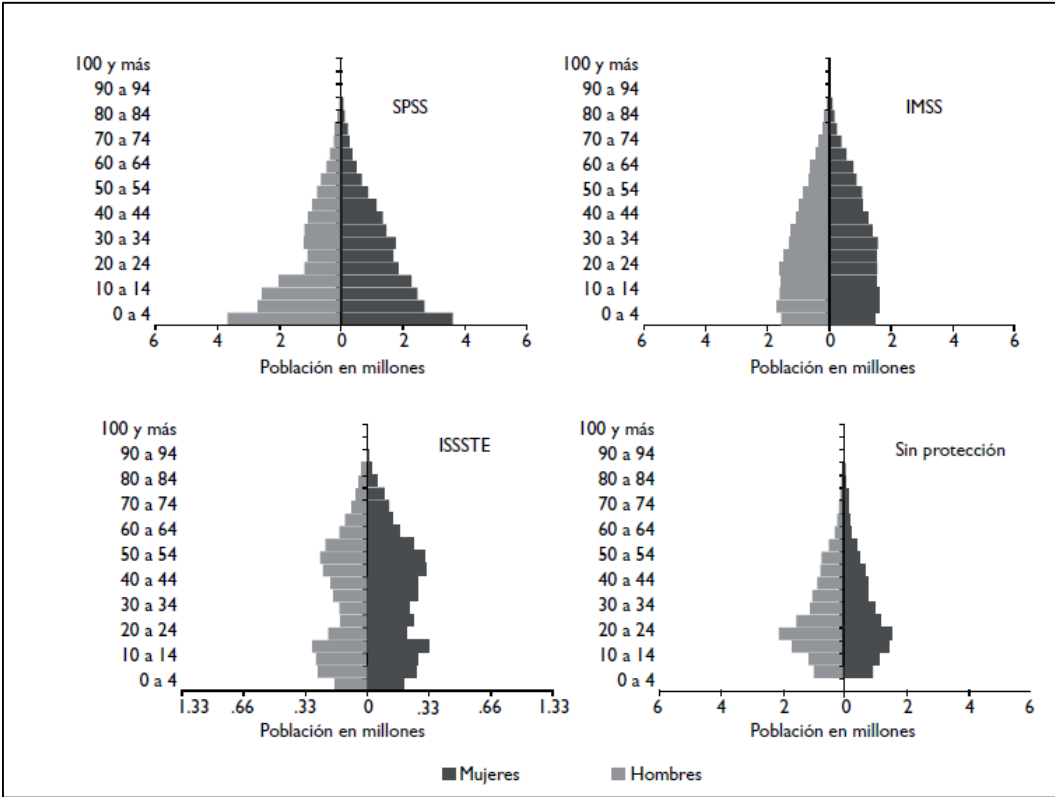 SPSS
100 y más
90 a 94
80 a 84
70 a 74
60 a 64
50 a 54
40 a 44
30 a 34
20 a 24
10 a 14
0 a 4
6 4 2 0 2 4 6
Población en millones
IMSS
100 y más
90 a 94
80 a 84
70 a 74
60 a 64
50 a 54
40 a 44
30 a 34
20 a 24
10 a 14
0 a 4
6 4 2 0 2 4 6
Población en millones
ISSSTE
100 y más
90 a 94
80 a 84
70 a 74
60 a 64
50 a 54
40 a 44
30 a 34
20 a 24
10 a 14
0 a 4
1.33 .66 .33 0 .33 .66 1.33
Población en millones
Sin protección
100 y más
90 a 94
80 a 84
70 a 74
60 a 64
50 a 54
40 a 44
30 a 34
20 a 24
10 a 14
0 a 4
6 4 2 0 2 4 6
Población en millones
Mujeres Hombres